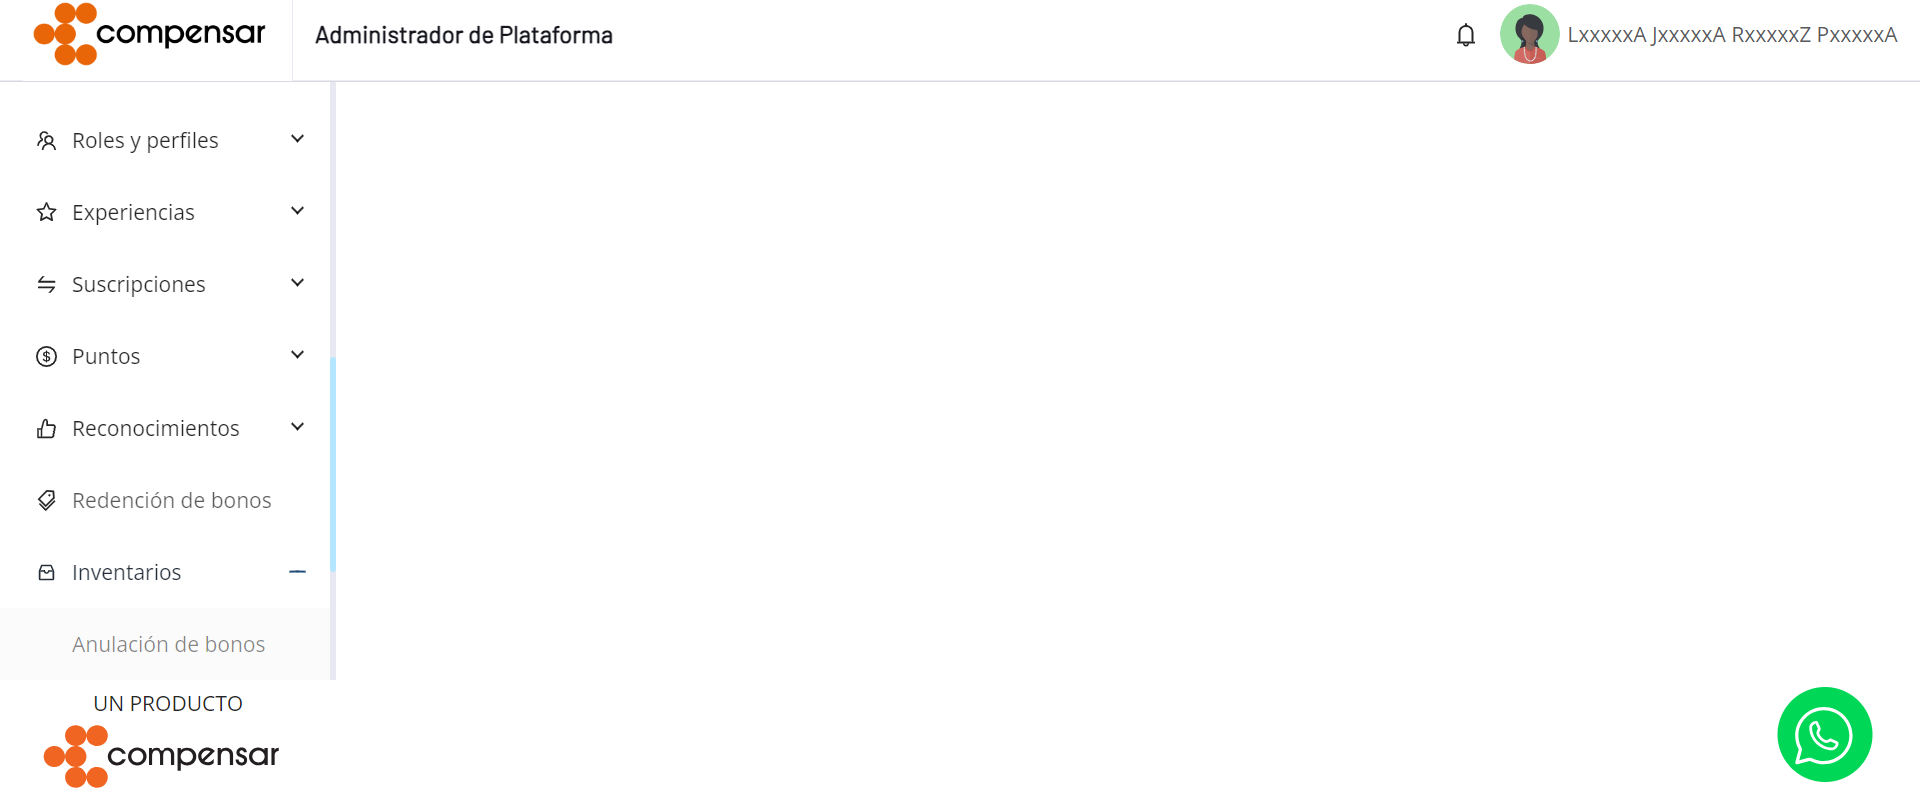 compensar
Administrador de Plataforma
LxxxxxA JxxxxxA RxxxxxZ PxxxxxA
Roles y perfiles
Experiencias
Suscripciones
Puntos
Reconocimientos
Redención de bonos
Inventarios
Anulación de bonos
UN PRODUCTO
compensar